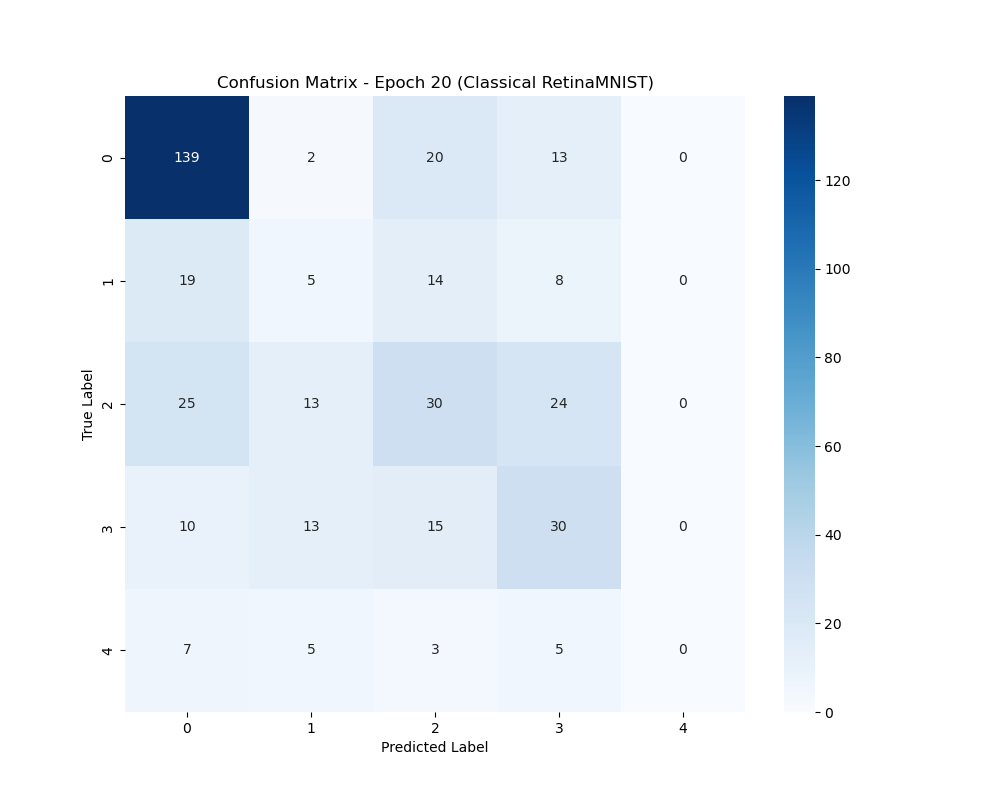 Confusion Matrix - Epoch 20 (Classical RetinaMNIST)
True Label
0 139 2 20 13 0
1 19 5 14 8 0
2 25 13 30 24 0
3 10 13 15 30 0
4 7 5 3 5 0
0 1 2 3 4
Predicted Label
120
100
80
60
40
20
0